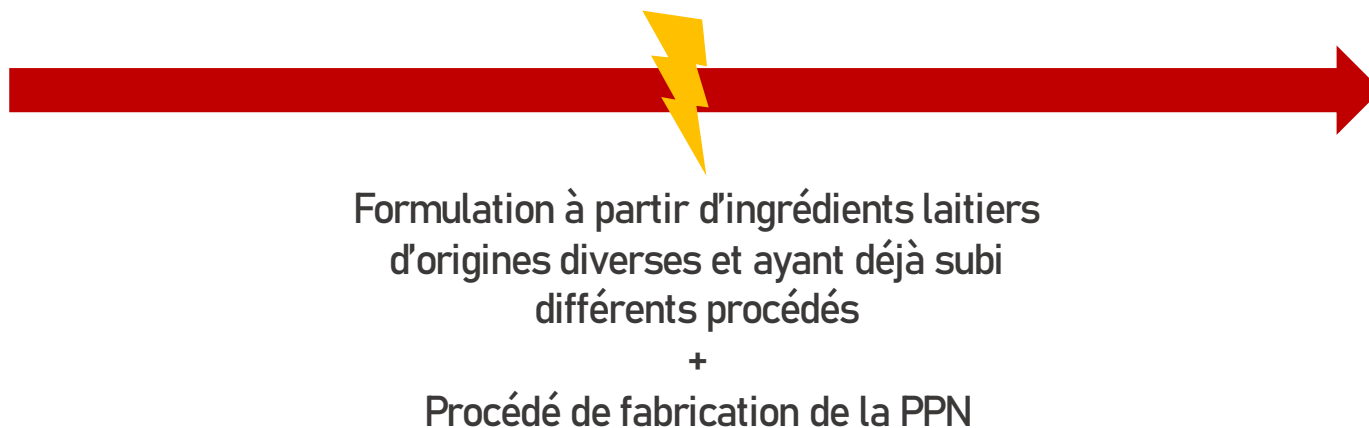 Formulation à partir d'ingrédients laitiers
d'origines diverses et ayant déjà subi
différents procédés
+
Procédé de fabrication de la PPN